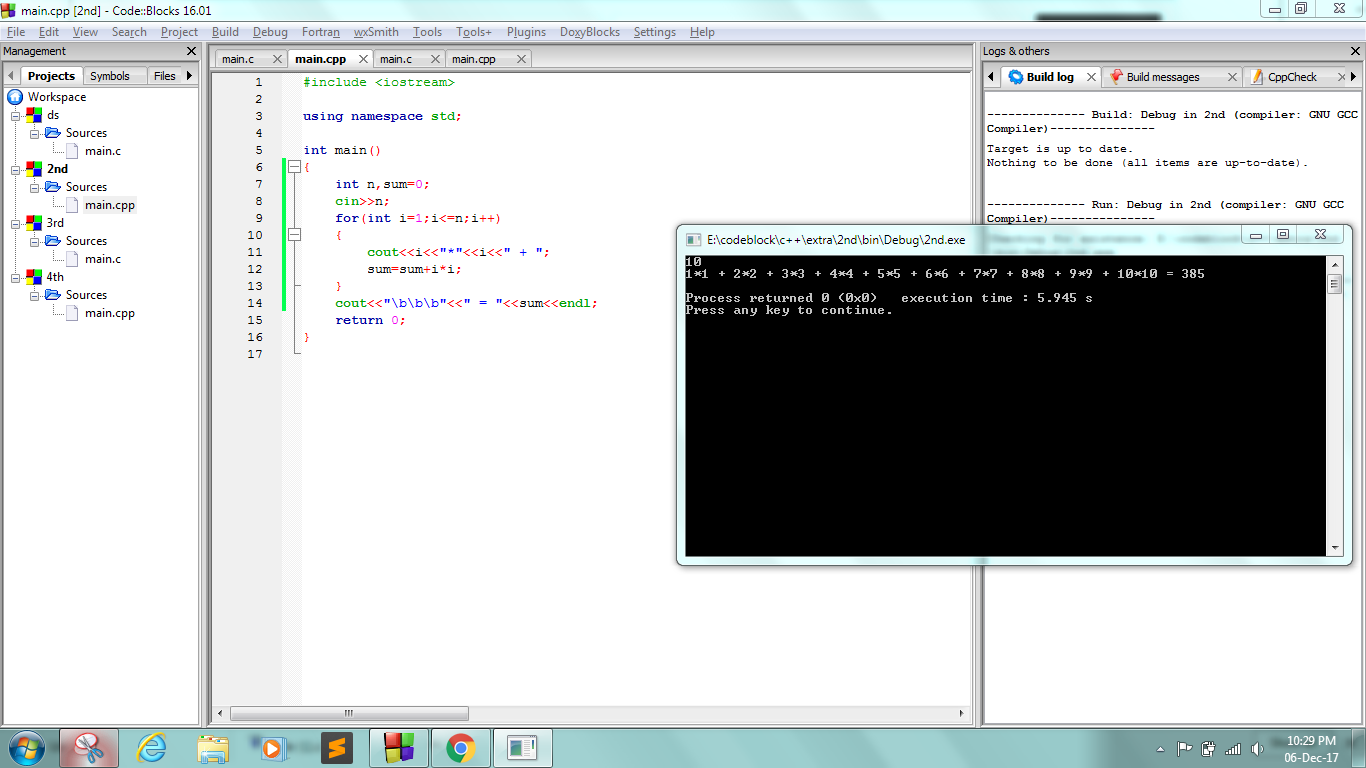 main.cpp [2nd] - Code::Blocks 16.01
File Edit View Search Project Build Debug Fortran wxSmith Tools Tools+ Plugins DoxyBlocks Settings Help
Management
Projects Symbols Files
Workspace
ds
Sources
main.c
2nd
Sources
main.cpp
3rd
Sources
main.c
4th
Sources
main.cpp
main.c main.cpp main.c main.cpp
1 #include <iostream>
2
3 using namespace std;
4
5 int main()
6 {
7 int n,sum=0;
8 cin>>n;
9 for(int i=1;i<=n;i++)
10 {
11 cout<<i<<"*"<<i<<" + ";
12 sum=sum+i*i;
13 }
14 cout<<"\b\b\b"<<" = "<<sum<<endl;
15 return 0;
16 }
17
Logs & others
Build log Build messages CppCheck
-------------- Build: Debug in 2nd (compiler: GNU GCC
Compiler)---------------
Target is up to date.
Nothing to be done (all items are up-to-date).
-------------- Run: Debug in 2nd (compiler: GNU GCC
Compiler)---------------
E:\codeblock\c++\extra\2nd\bin\Debug\2nd.exe
10
1*1 + 2*2 + 3*3 + 4*4 + 5*5 + 6*6 + 7*7 + 8*8 + 9*9 + 10*10 = 385
Process returned 0 (0x0) execution time : 5.945 s
Press any key to continue.
10:29 PM
06-Dec-17